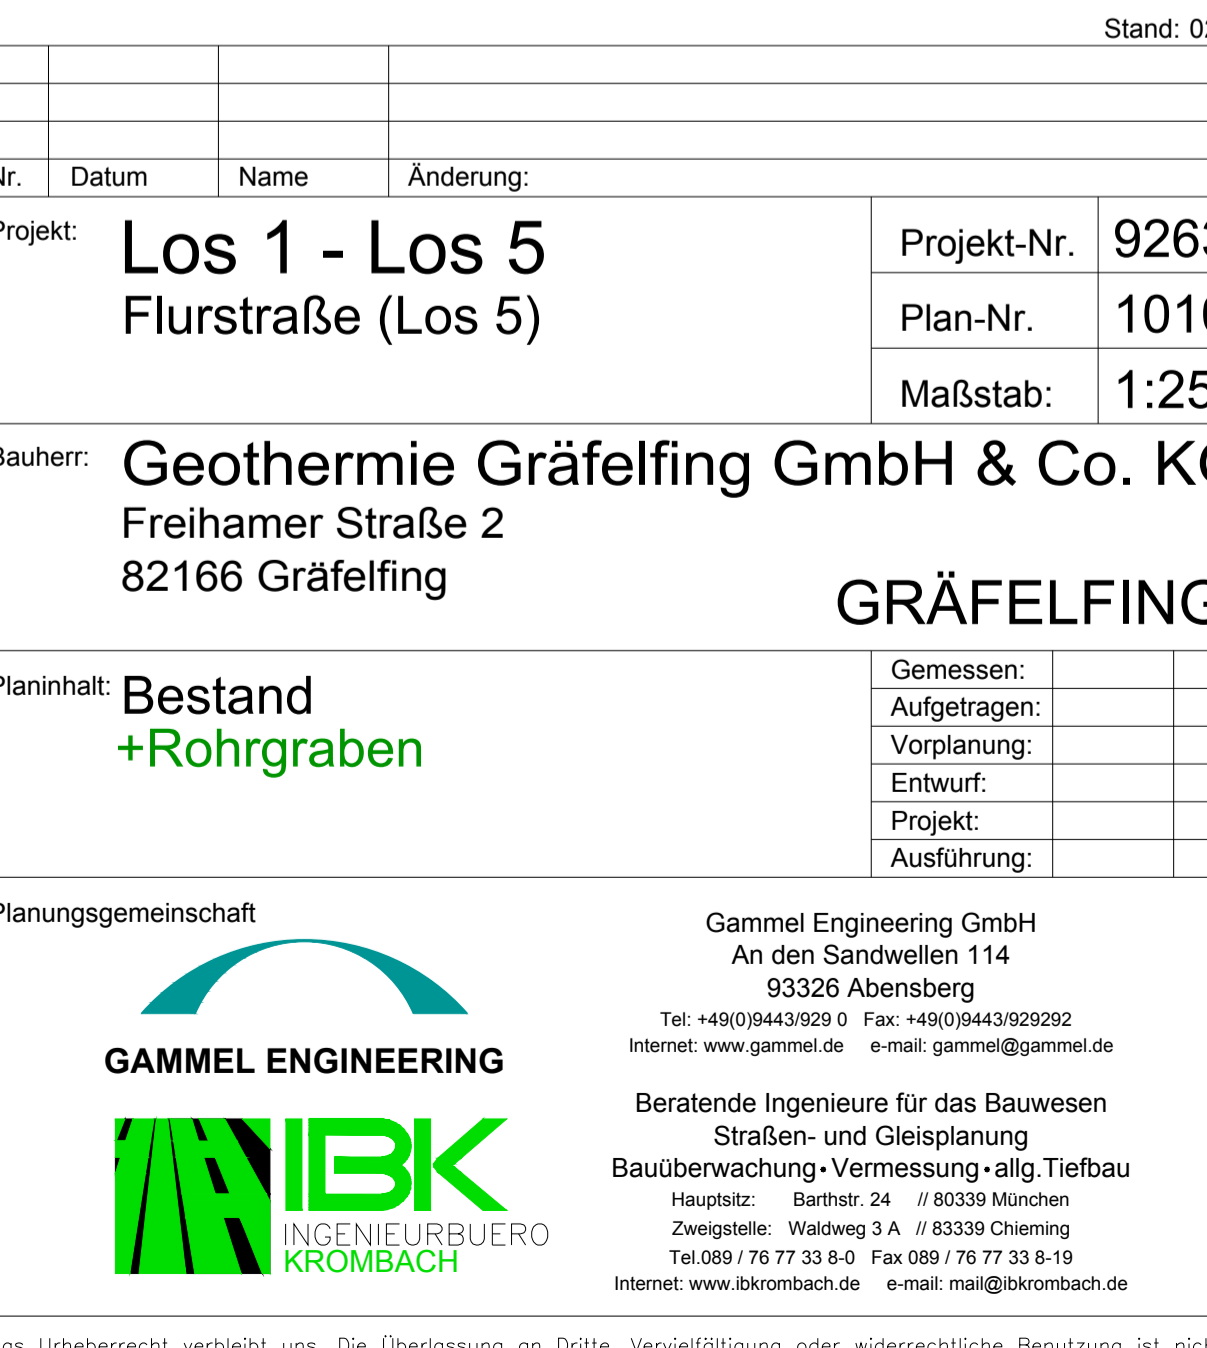 Stand:
Datum Name Änderung:
Projekt: Los 1 - Los 5
Flurstraße (Los 5)
Projekt-Nr.
Plan-Nr.
Maßstab:
Bauherr: Geothermie Gräfelfing GmbH & Co.
Freihamer Straße 2
82166 Gräfelfing
GRÄFELFING
Planinhalt: Bestand
+Rohrgraben
Gemessen:
Aufgetragen:
Vorplanung:
Entwurf:
Projekt:
Ausführung:
Planungsgemeinschaft
GAMMEL ENGINEERING
IBK
INGENIEURBUERO
KROMBACH
Gammel Engineering GmbH
An den Sandwellen 114
93326 Abensberg
Tel: +49(0)9443/929 0 Fax: +49(0)9443/929292
Internet: www.gammel.de e-mail: gammel@gammel.de
Beratende Ingenieure für das Bauwesen
Straßen- und Gleisplanung
Bauüberwachung•Vermessung•allg.Tiefbau
Hauptsitz: Barthstr. 24 // 80339 München
Zweigstelle: Waldweg 3 A // 83339 Chieming
Tel.089 / 76 77 33 8-0 Fax 089 / 76 77 33 8-19
Internet: www.ibkrombach.de e-mail: mail@ibkrombach.de
Urheberrecht verbleibt uns. Die Überlassung an Dritte, Vervielfältigung oder widerrechtliche Benutzung ist